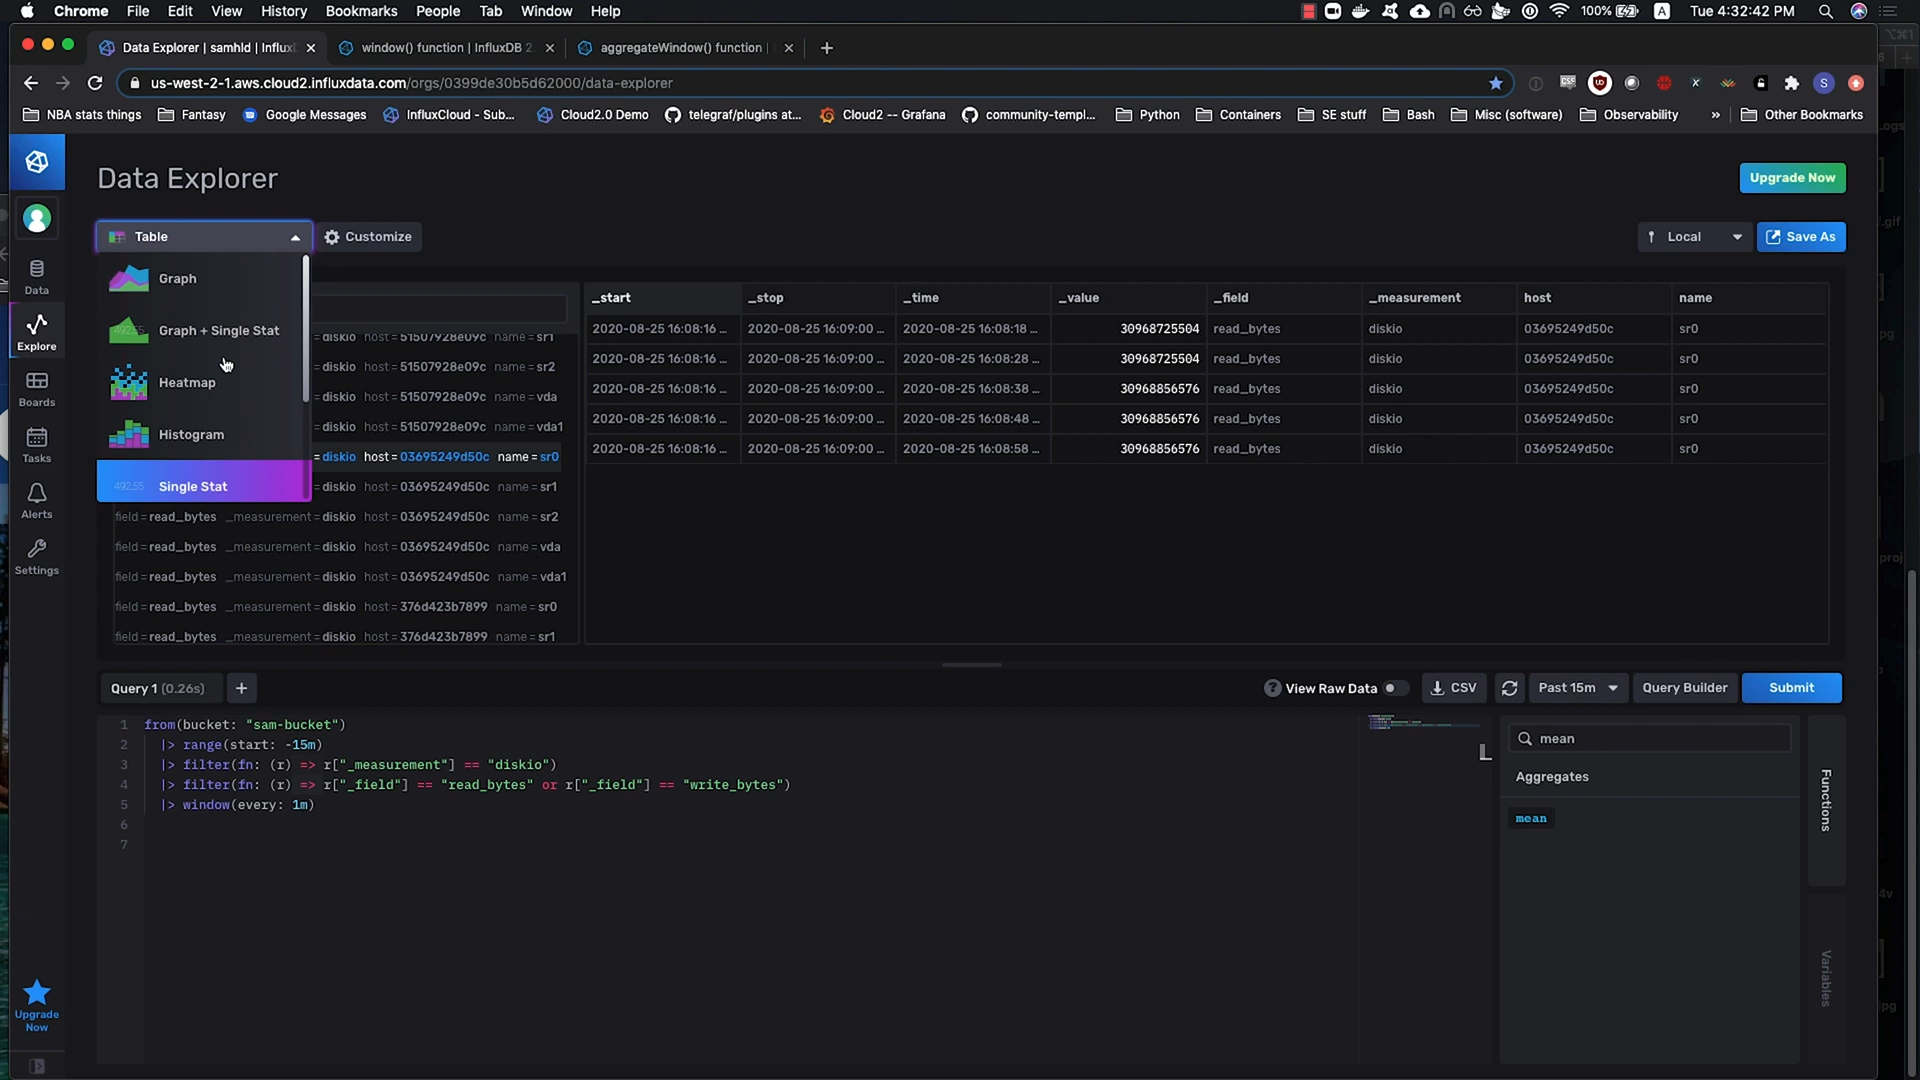 Chrome File Edit View History Bookmarks People Tab Window Help
100% A Tue 4:32:42 PM
Data Explorer | samhld | Influx
window() function | InfluxDB 2.
aggregateWindow() function |
us-west-2-1.aws.cloud2.influxdata.com/orgs/0399de30b5d62000/data-explorer
S
NBA stats things Fantasy Google Messages InfluxCloud - Sub... Cloud2.0 Demo telegraf/plugins at... Cloud2 -- Grafana community-templ... Python Containers SE stuff Bash Misc (software) Observability » Other Bookmarks
Data Explorer
Upgrade Now
Table
Customize
Local
Save As
Graph
Graph + Single Stat
Heatmap
Histogram
Single Stat
Data
Explore
Boards
Tasks
Alerts
Settings
Upgrade Now
= diskio host = 51507928e09c name = sr1
= diskio host = 51507928e09c name = sr2
= diskio host = 51507928e09c name = vda
= diskio host = 51507928e09c name = vda1
= diskio host = 03695249d50c name = sr0
= diskio host = 03695249d50c name = sr1
field = read_bytes _measurement = diskio host = 03695249d50c name = sr2
field = read_bytes _measurement = diskio host = 03695249d50c name = vda
field = read_bytes _measurement = diskio host = 03695249d50c name = vda1
field = read_bytes _measurement = diskio host = 376d423b7899 name = sr0
field = read_bytes _measurement = diskio host = 376d423b7899 name = sr1
_start _stop _time _value _field _measurement host name
2020-08-25 16:08:16 ... 2020-08-25 16:09:00 ... 2020-08-25 16:08:18 ... 30968725504 read_bytes diskio 03695249d50c sr0
2020-08-25 16:08:16 ... 2020-08-25 16:09:00 ... 2020-08-25 16:08:28 ... 30968725504 read_bytes diskio 03695249d50c sr0
2020-08-25 16:08:16 ... 2020-08-25 16:09:00 ... 2020-08-25 16:08:38 ... 30968856576 read_bytes diskio 03695249d50c sr0
2020-08-25 16:08:16 ... 2020-08-25 16:09:00 ... 2020-08-25 16:08:48 ... 30968856576 read_bytes diskio 03695249d50c sr0
2020-08-25 16:08:16 ... 2020-08-25 16:09:00 ... 2020-08-25 16:08:58 ... 30968856576 read_bytes diskio 03695249d50c sr0
Query 1 (0.26s)
View Raw Data
CSV
Past 15m
Query Builder
Submit
1 from(bucket: "sam-bucket")
2 |> range(start: -15m)
3 |> filter(fn: (r) => r["_measurement"] == "diskio")
4 |> filter(fn: (r) => r["_field"] == "read_bytes" or r["_field"] == "write_bytes")
5 |> window(every: 1m)
6
7
mean
Aggregates
mean
Functions
Variables